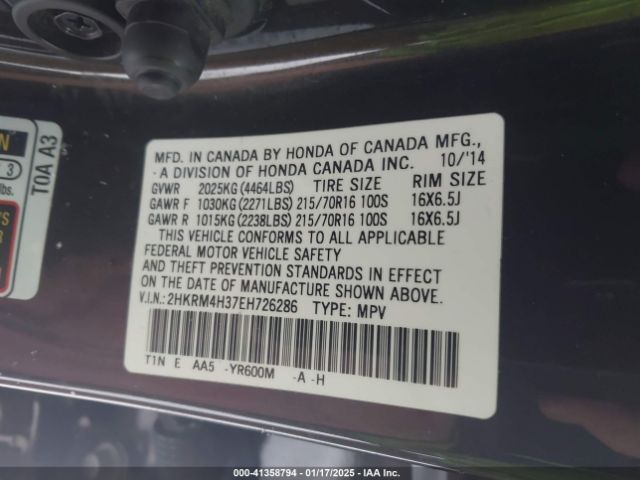 MFD. IN CANADA BY HONDA OF CANADA MFG.,
A DIVISION OF HONDA CANADA INC. 10/'14
GVWR 2025KG (4464LBS) TIRE SIZE RIM SIZE
GAWR F 1030KG (2271LBS) 215/70R16 100S 16X6.5J
GAWR R 1015KG (2238LBS) 215/70R16 100S 16X6.5J
THIS VEHICLE CONFORMS TO ALL APPLICABLE
FEDERAL MOTOR VEHICLE SAFETY
AND THEFT PREVENTION STANDARDS IN EFFECT
ON THE DATE OF MANUFACTURE SHOWN ABOVE.
V.I.N.: 2HKRM4H37EH726286 TYPE: MPV
T1N E AA5 -YR600M -A -H
TOA A3
3
lbs.
000-41358794 - 01/17/2025 - IAA Inc.